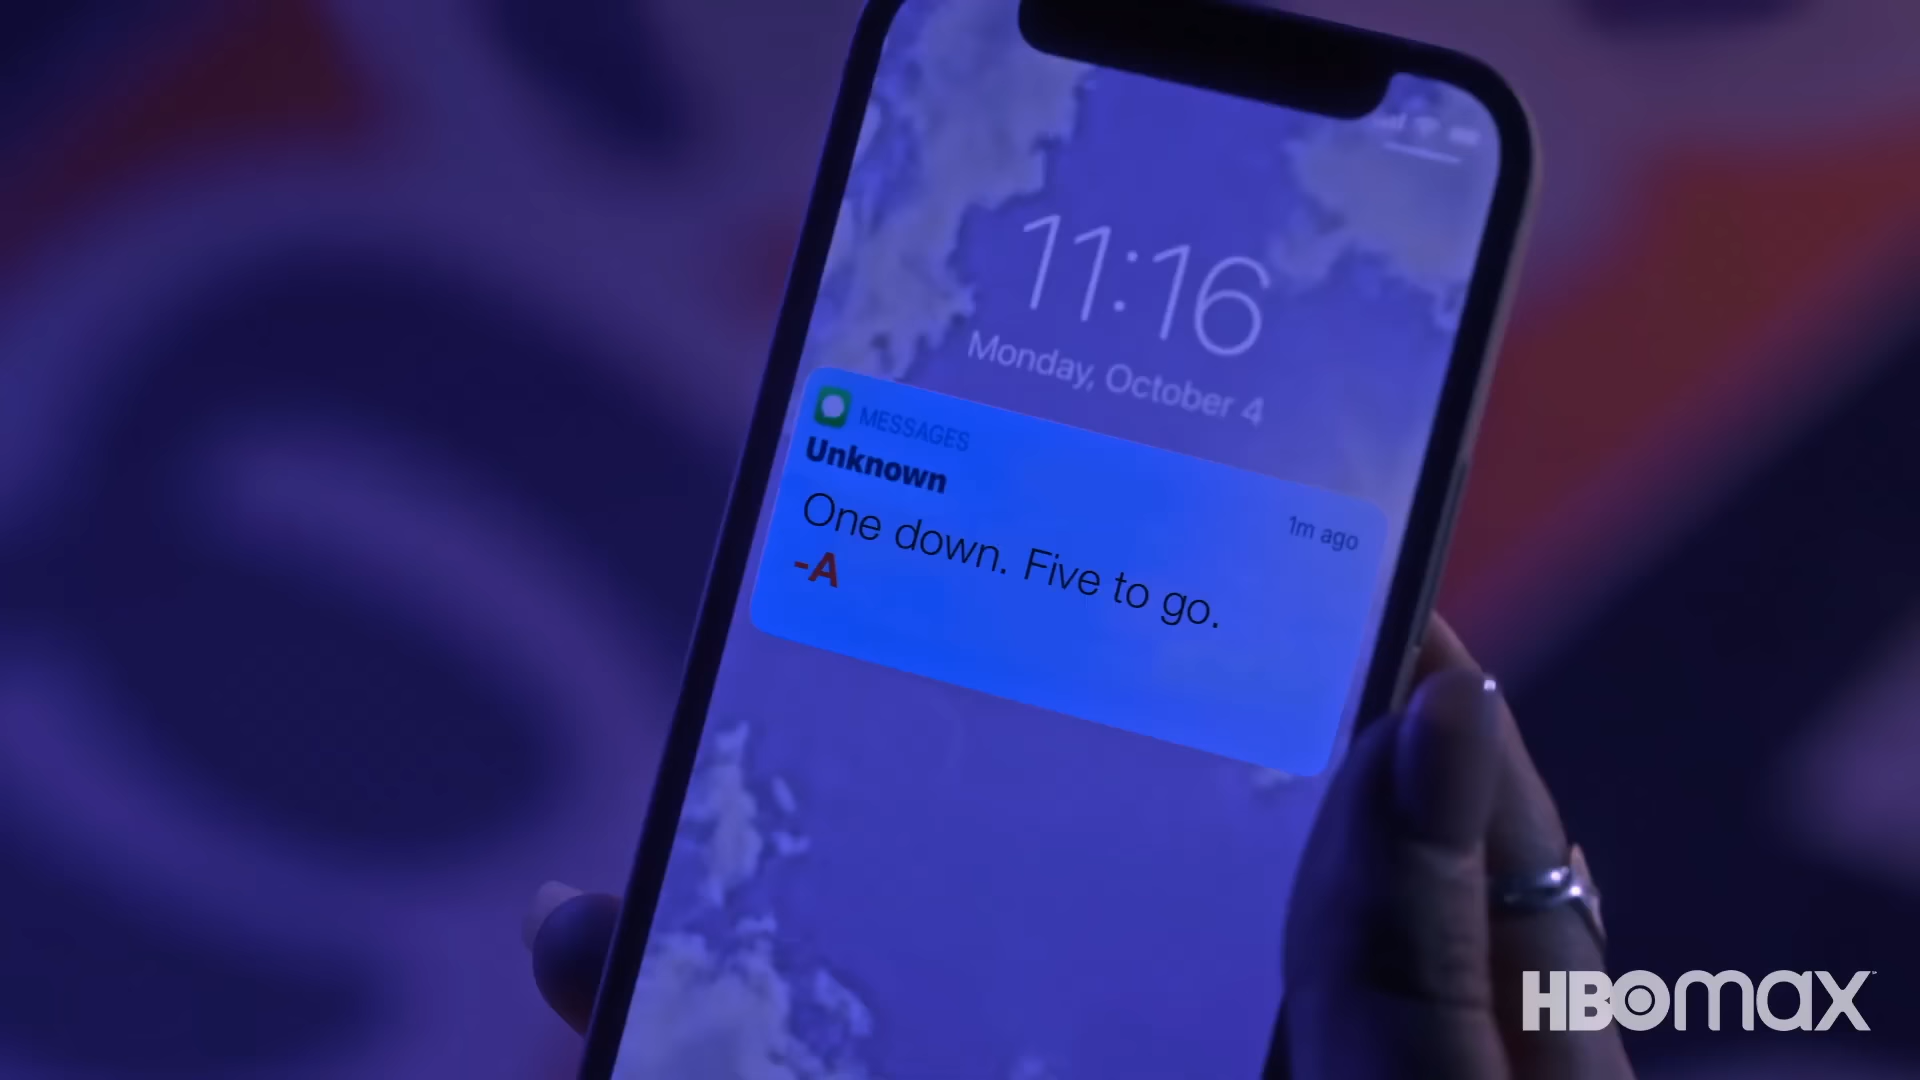 11:16
Monday, October 4
MESSAGES
Unknown
1m ago
One down. Five to go.
-A
HBOMAX